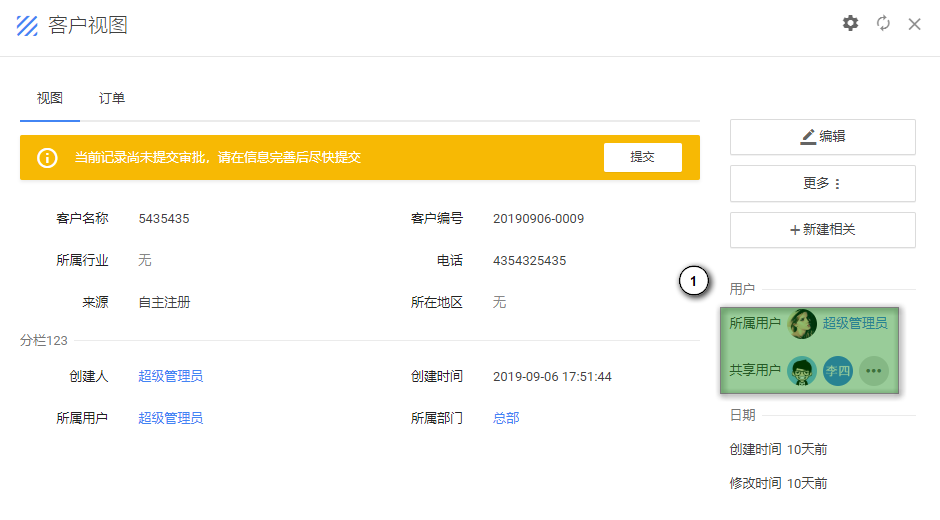 客户视图
视图 订单
当前记录尚未提交审批，请在信息完善后尽快提交 提交
客户名称 5435435 客户编号 20190906-0009
所属行业 无 电话 4354325435
来源 自主注册 所在地区 无
分栏123
创建人 超级管理员 创建时间 2019-09-06 17:51:44
所属用户 超级管理员 所属部门 总部
编辑
更多
新建相关
1
用户
所属用户 超级管理员
共享用户 李四
日期
创建时间 10天前
修改时间 10天前